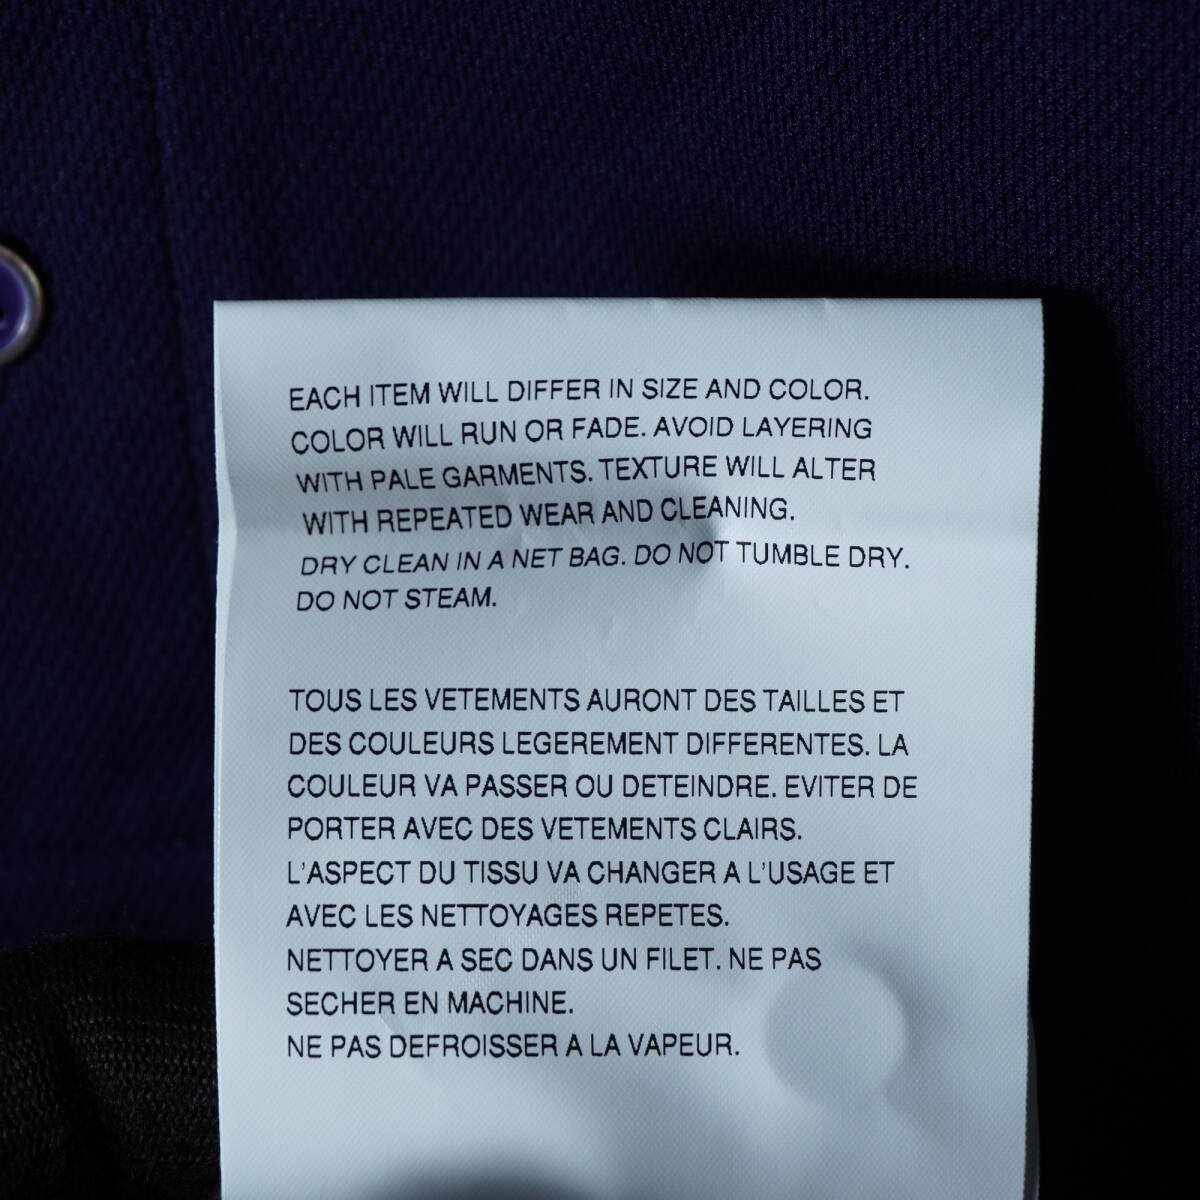 EACH ITEM WILL DIFFER IN SIZE AND COLOR.
COLOR WILL RUN OR FADE. AVOID LAYERING
WITH PALE GARMENTS. TEXTURE WILL ALTER
WITH REPEATED WEAR AND CLEANING.
DRY CLEAN IN A NET BAG. DO NOT TUMBLE DRY.
DO NOT STEAM.
TOUS LES VETEMENTS AURONT DES TAILLES ET
DES COULEURS LEGEREMENT DIFFERENTES. LA
COULEUR VA PASSER OU DETEINDRE. EVITER DE
PORTER AVEC DES VETEMENTS CLAIRS.
L'ASPECT DU TISSU VA CHANGER A L'USAGE ET
AVEC LES NETTOYAGES REPETES.
NETTOYER A SEC DANS UN FILET. NE PAS
SECHER EN MACHINE.
NE PAS DEFROISSER A LA VAPEUR.